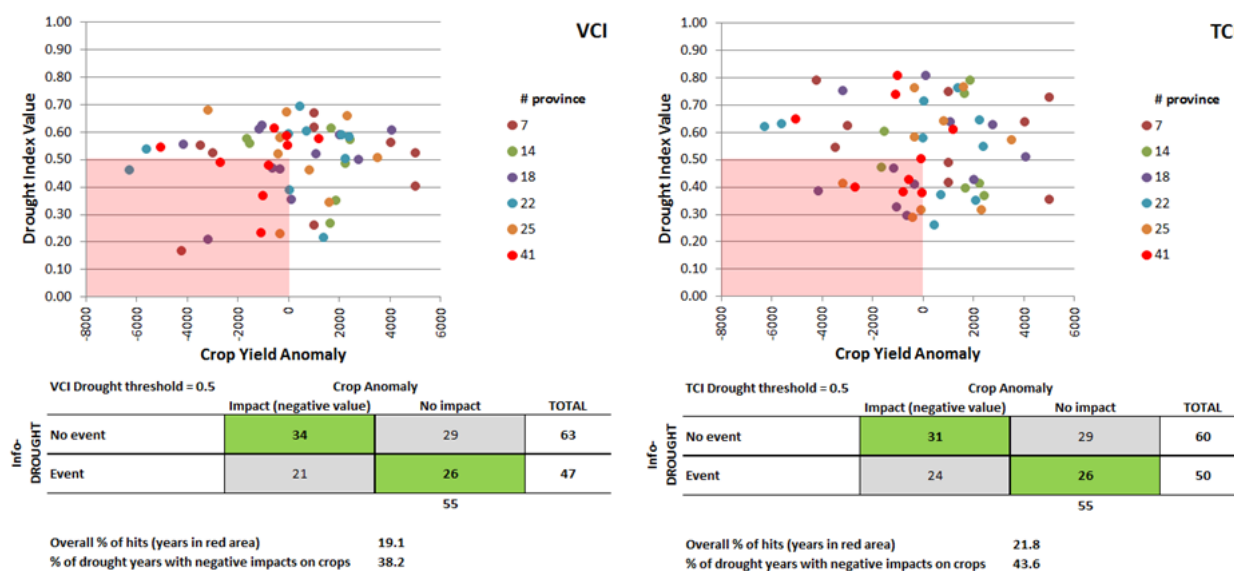 VCI
1.00
0.90
0.80
0.70
0.60
0.50
0.40
0.30
0.20
0.10
0.00
Drought Index Value
-8000
-6000
-4000
-2000
0
2000
4000
6000
Crop Yield Anomaly
# province
7
14
18
22
25
41
VCI Drought threshold = 0.5 Crop Anomaly
Impact (negative value) No impact TOTAL
Info-
DROUGHT
No event 34 29 63
Event 21 26 47
55
Overall % of hits (years in red area) 19.1
% of drought years with negative impacts on crops 38.2
TC
1.00
0.90
0.80
0.70
0.60
0.50
0.40
0.30
0.20
0.10
0.00
Drought Index Value
-8000
-6000
-4000
-2000
0
2000
4000
6000
Crop Yield Anomaly
# province
7
14
18
22
25
41
TCI Drought threshold = 0.5 Crop Anomaly
Impact (negative value) No impact TOTAL
Info-
DROUGHT
No event 31 29 60
Event 24 26 50
55
Overall % of hits (years in red area) 21.8
% of drought years with negative impacts on crops 43.6